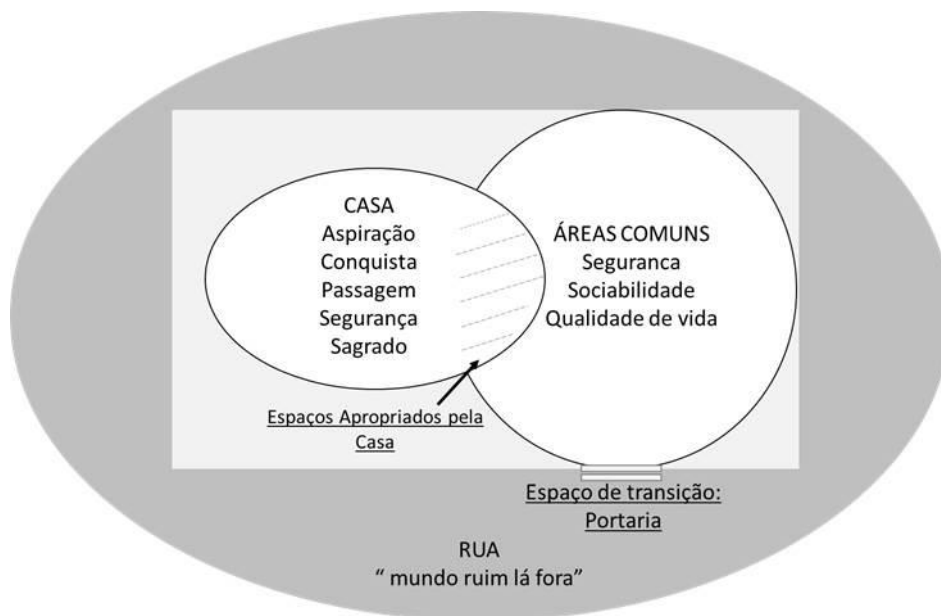 CASA
Aspiração
Conquista
Passagem
Segurança
Sagrado
ÁREAS COMUNS
Seguranca
Sociabilidade
Qualidade de vida
Espaços Apropriados pela
Casa
Espaço de transição:
Portaria
RUA
“ mundo ruim lá fora”